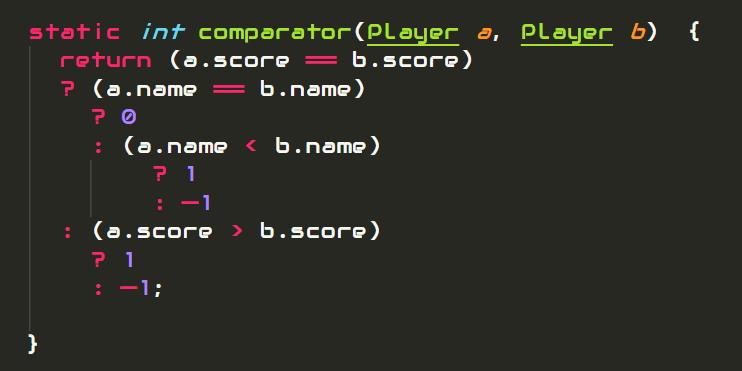 static int comparator(Player a, Player b)  {
  return (a.score == b.score)
  ? (a.name == b.name)
    ? 0
    : (a.name < b.name)
        ? 1
        : -1
  : (a.score > b.score)
    ? 1
    : -1;
}